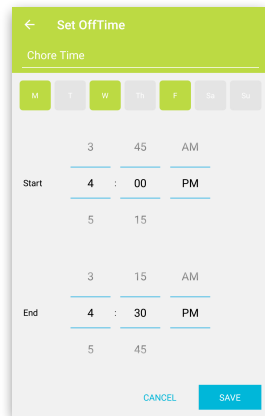 Set OffTime
Chore Time
M T W Th F Sa Su
3 45 AM
Start 4 : 00 PM
5 15
3 15 AM
End 4 : 30 PM
5 45
CANCEL SAVE